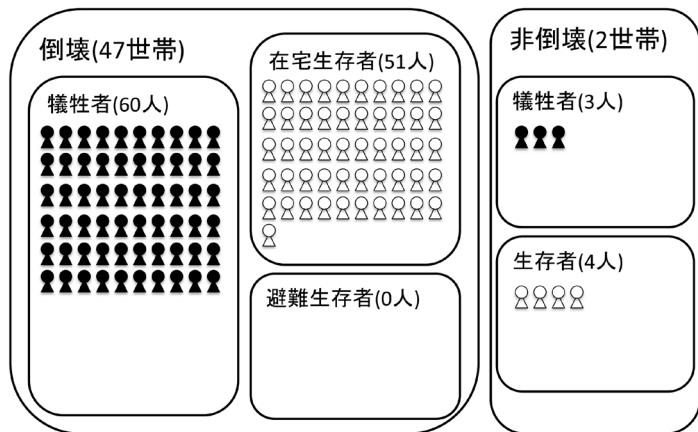 倒壊(47世帯)
犠牲者(60人)
在宅生存者(51人)
避難生存者(0人)
非倒壊(2世帯)
犠牲者(3人)
生存者(4人)